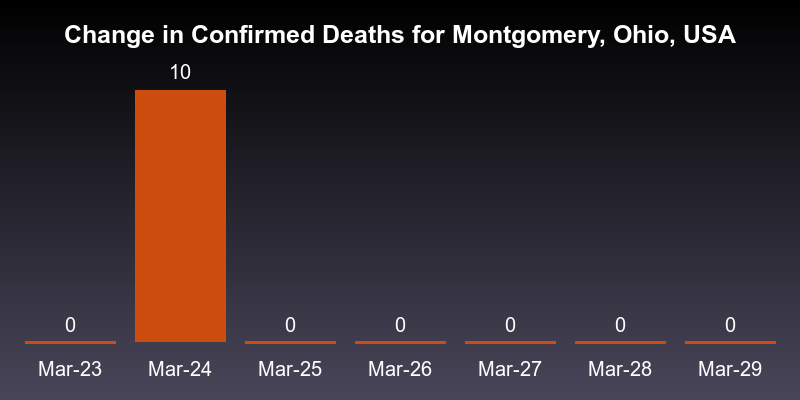 Change in Confirmed Deaths for Montgomery, Ohio, USA
10
0 0 0 0 0 0
Mar-23 Mar-24 Mar-25 Mar-26 Mar-27 Mar-28 Mar-29